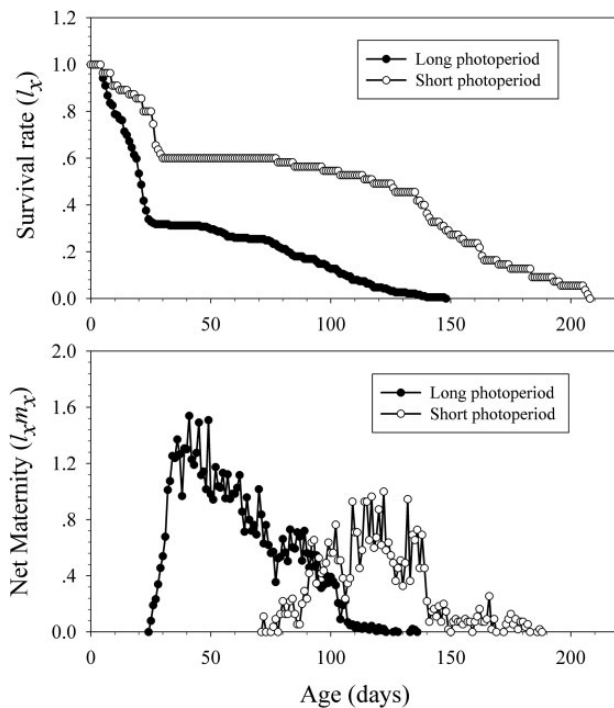 1.2
1.0
.8
.6
.4
.2
0.0
Survival rate (lx)
Long photoperiod
Short photoperiod
0 50 100 150 200
2.0
1.6
1.2
.8
.4
0.0
Net Maternity (lxmx)
Long photoperiod
Short photoperiod
0 50 100 150 200
Age (days)